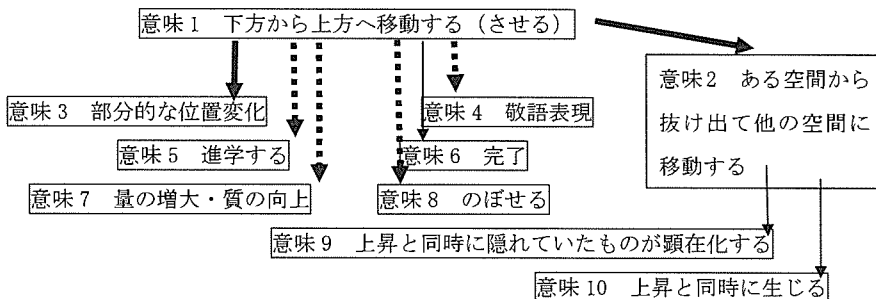 意味1　下方から上方へ移動する（させる）
意味2　ある空間から
抜け出て他の空間に
移動する
意味3　部分的な位置変化
意味4　敬語表現
意味5　進学する
意味6　完了
意味7　量の増大・質の向上
意味8　のぼせる
意味9　上昇と同時に隠れていたものが顕在化する
意味10　上昇と同時に生じる